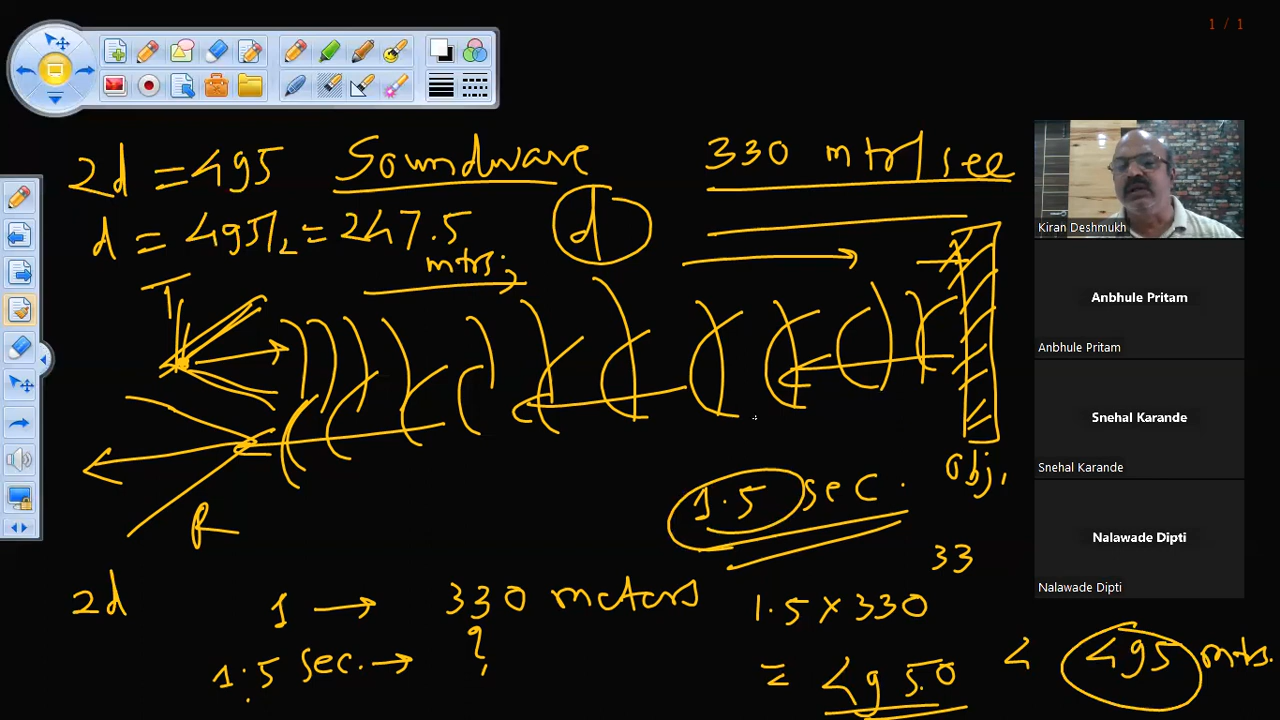 1 / 1
2d = 495 Soundwave 330 mtr/sec
d = 495/2 = 247.5 mtrs; d
T
R
Obj,
1.5 sec.
33
2d 1 → 330 meters 1.5 x 330
1.5 sec. → ? = 495.0 < 495 mtrs.
Kiran Deshmukh
Anbhule Pritam
Anbhule Pritam
Snehal Karande
Snehal Karande
Nalawade Dipti
Nalawade Dipti